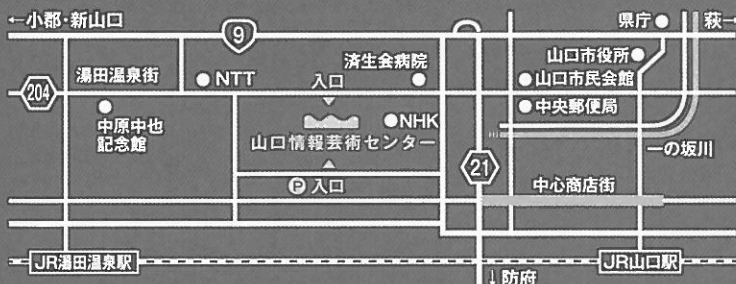 ←小郡・新山口
9
県庁
萩→
済生会病院
山口市役所
湯田温泉街
NTT
入口
山口市民会館
204
中原中也
記念館
NHK
中央郵便局
山口情報芸術センター
一の坂川
21
P入口
中心商店街
JR湯田温泉駅
JR山口駅
↓防府